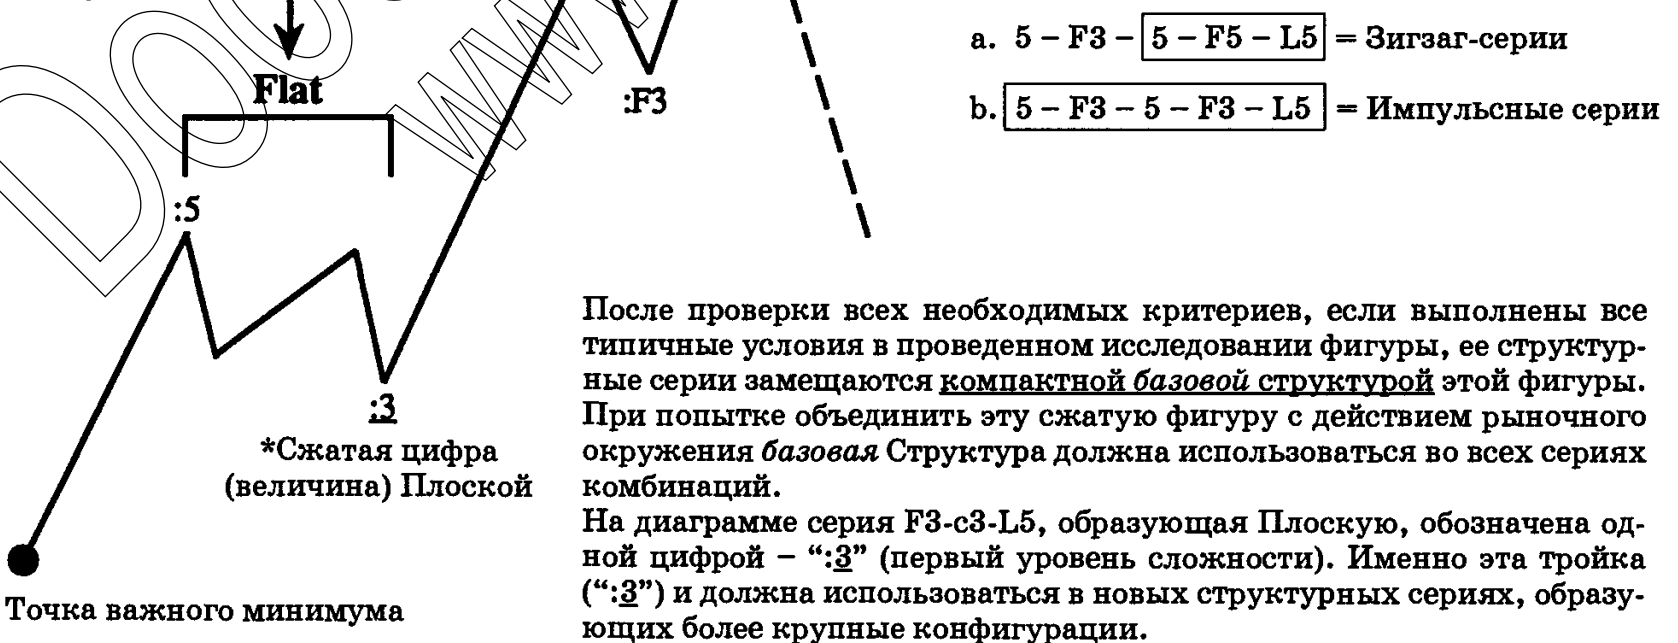 a. 5 – F3 – 5 – F5 – L5 = Зигзаг-серии
b. 5 – F3 – 5 – F3 – L5 = Импульсные серии
Flat
:F3
:5
:3
*Сжатая цифра
(величина) Плоской
Точка важного минимума
После проверки всех необходимых критериев, если выполнены все
типичные условия в проведенном исследовании фигуры, ее структур-
ные серии замещаются компактной базовой структурой этой фигуры.
При попытке объединить эту сжатую фигуру с действием рыночного
окружения базовая Структура должна использоваться во всех сериях
комбинаций.
На диаграмме серия F3-c3-L5, образующая Плоскую, обозначена од-
ной цифрой – “:3” (первый уровень сложности). Именно эта тройка
(“:3”) и должна использоваться в новых структурных сериях, образу-
ющих более крупные конфигурации.